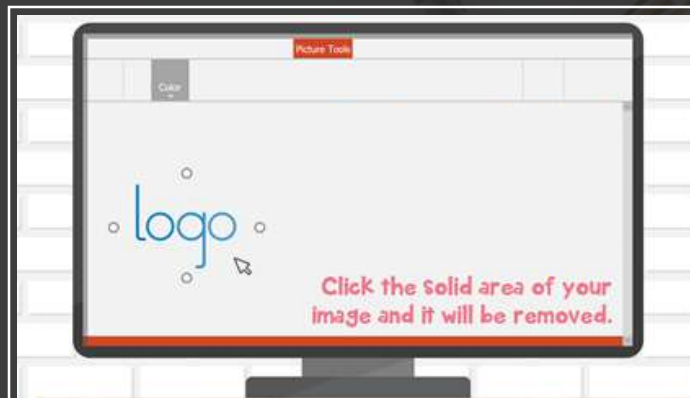 Picture Tools
Color
logo
Click the solid area of your
image and it will be removed.